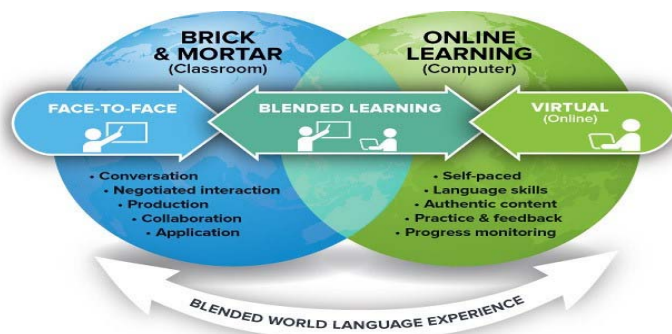 BRICK
& MORTAR
(Classroom)
ONLINE
LEARNING
(Computer)
FACE-TO-FACE
BLENDED LEARNING
VIRTUAL
(Online)
• Conversation
• Negotiated interaction
• Production
• Collaboration
• Application
• Self-paced
• Language skills
• Authentic content
• Practice & feedback
• Progress monitoring
BLENDED WORLD LANGUAGE EXPERIENCE